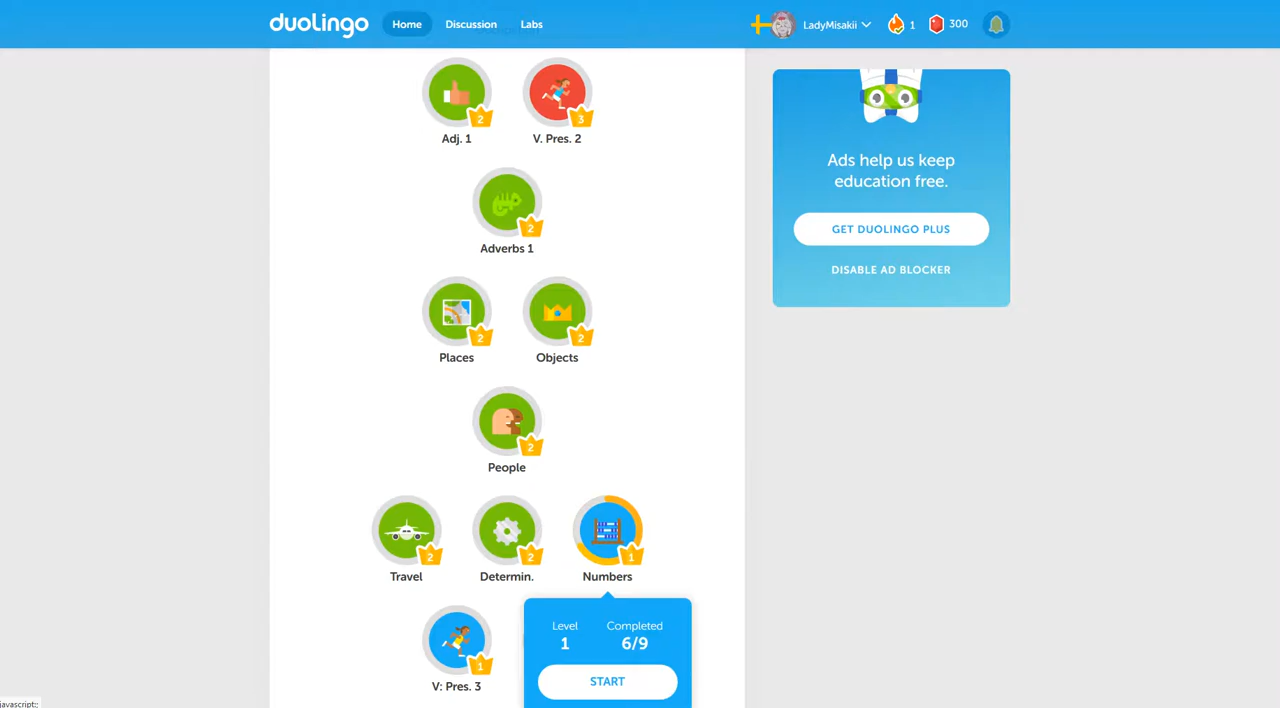 duolingo Home Discussion Labs LadyMisakii 1 300
2 3
Adj. 1 V. Pres. 2
2
Adverbs 1
2 2
Places Objects
2
People
2 2 1
Travel Determin. Numbers
Level Completed
1 6/9
START
1
V: Pres. 3
Ads help us keep
education free.
GET DUOLINGO PLUS
DISABLE AD BLOCKER
javascript:;